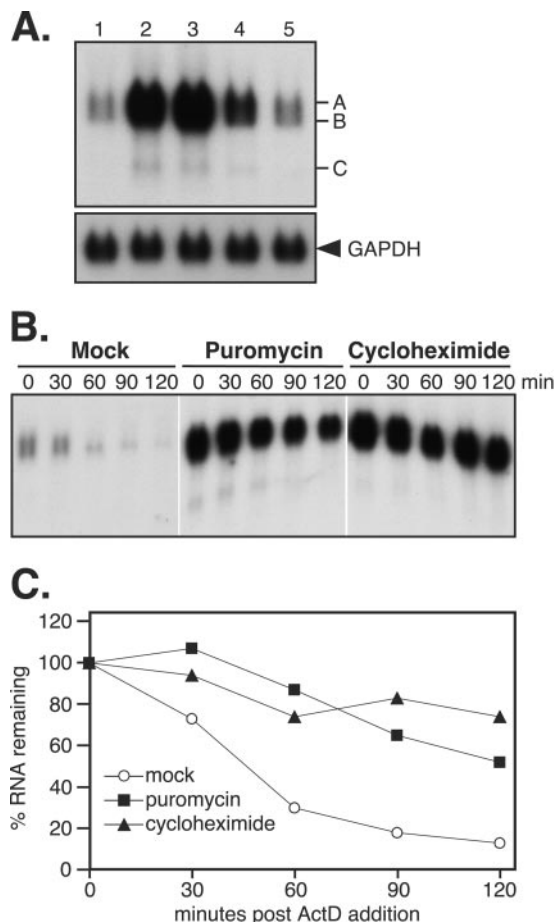 A.
1 2 3 4 5
A
B
C
GAPDH
B.
Mock Puromycin Cycloheximide
0 30 60 90 120 0 30 60 90 120 0 30 60 90 120 min
C.
120
100
80
60
40
20
0
% RNA remaining
mock
puromycin
cycloheximide
0 30 60 90 120
minutes post ActD addition